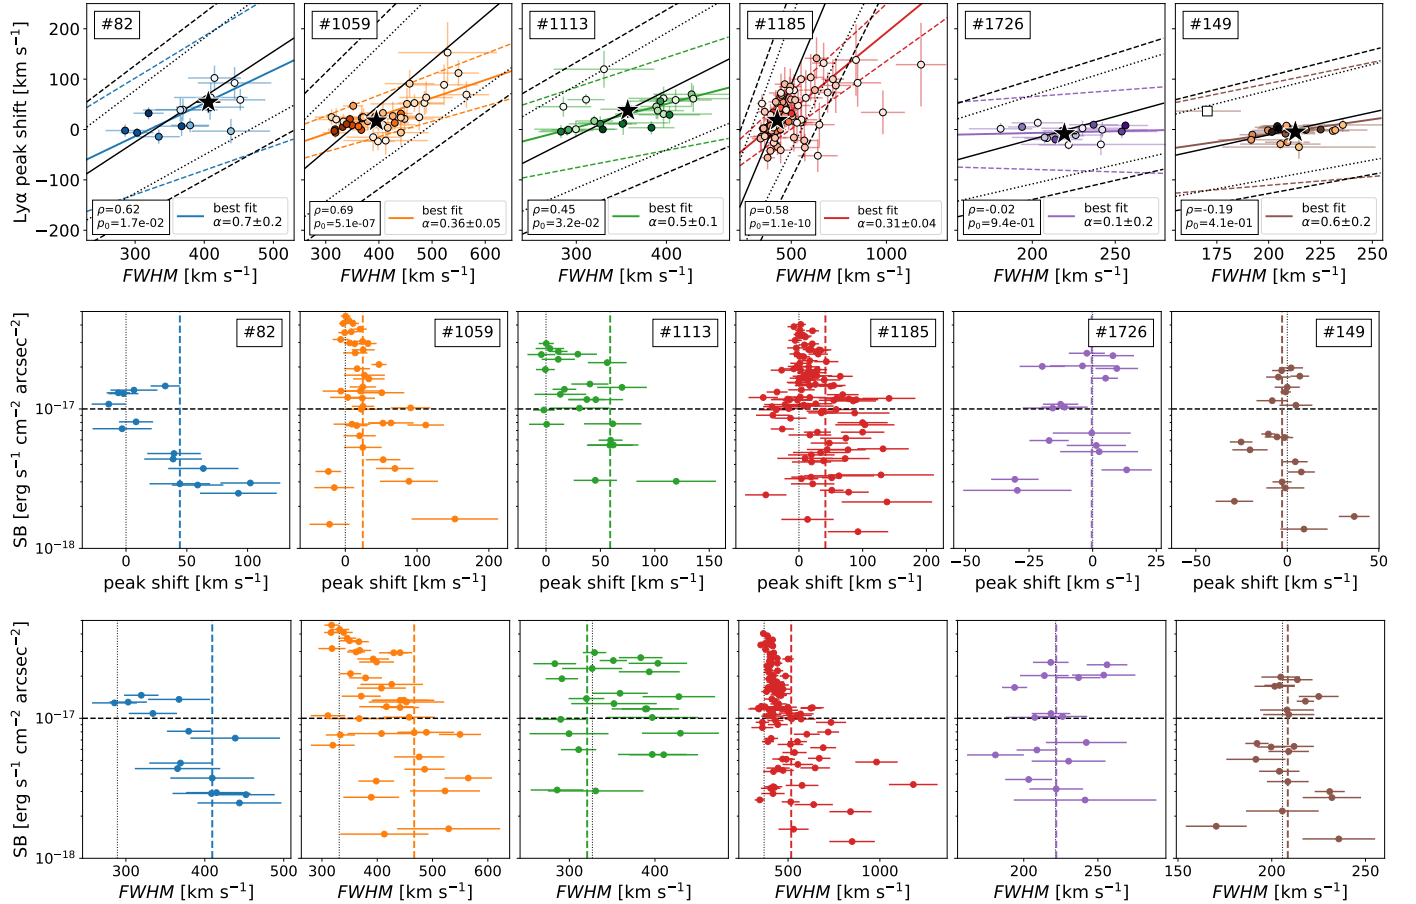 #82
#1059
#1113
#1185
#1726
#149
Lyα peak shift [km s⁻¹]
200
100
0
−100
−200
ρ=0.62
p₀=1.7e-02
best fit
α=0.7±0.2
ρ=0.69
p₀=5.1e-07
best fit
α=0.36±0.05
ρ=0.45
p₀=3.2e-02
best fit
α=0.5±0.1
ρ=0.58
p₀=1.1e-10
best fit
α=0.31±0.04
ρ=-0.02
p₀=9.4e-01
best fit
α=0.1±0.2
ρ=-0.19
p₀=4.1e-01
best fit
α=0.6±0.2
300 400 500
300 400 500 600
300 400
500 1000
200 250
175 200 225 250
FWHM [km s⁻¹]
FWHM [km s⁻¹]
FWHM [km s⁻¹]
FWHM [km s⁻¹]
FWHM [km s⁻¹]
FWHM [km s⁻¹]
#82
#1059
#1113
#1185
#1726
#149
SB [erg s⁻¹ cm⁻² arcsec⁻²]
10⁻¹⁷
10⁻¹⁸
0 50 100
0 100 200
0 50 100 150
0 100 200
−50 −25 0 25
−50 0 50
peak shift [km s⁻¹]
peak shift [km s⁻¹]
peak shift [km s⁻¹]
peak shift [km s⁻¹]
peak shift [km s⁻¹]
peak shift [km s⁻¹]
SB [erg s⁻¹ cm⁻² arcsec⁻²]
10⁻¹⁷
10⁻¹⁸
300 400 500
300 400 500 600
300 400
500 1000
200 250
150 200 250
FWHM [km s⁻¹]
FWHM [km s⁻¹]
FWHM [km s⁻¹]
FWHM [km s⁻¹]
FWHM [km s⁻¹]
FWHM [km s⁻¹]